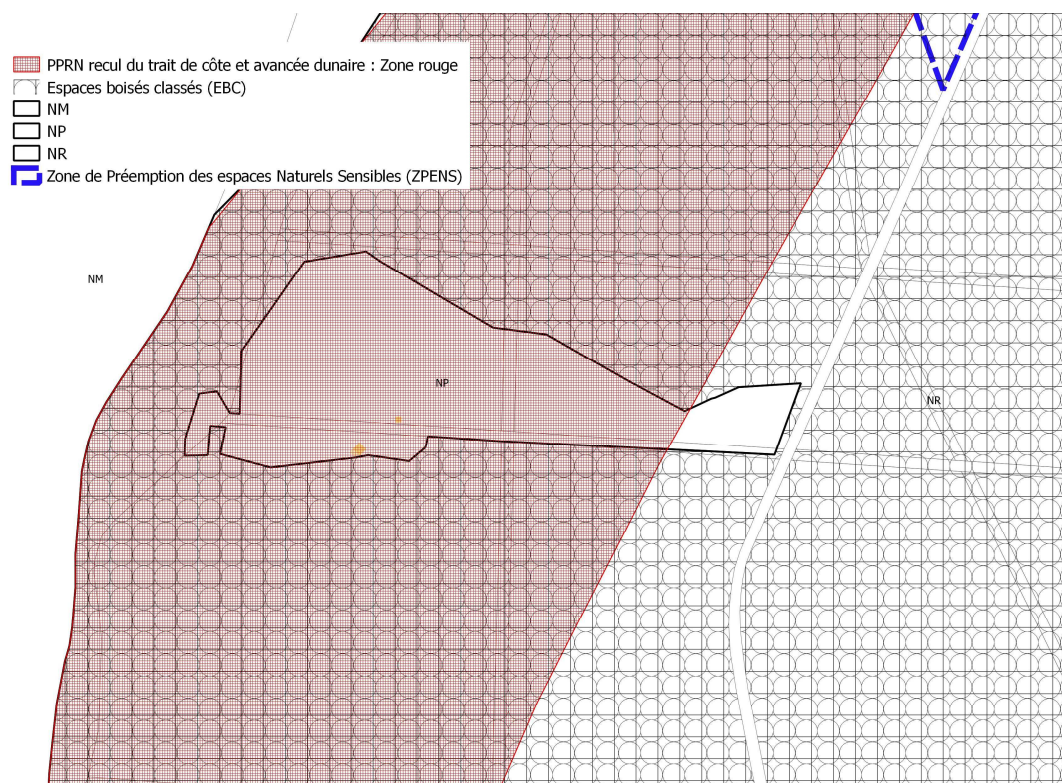 PPRN recul du trait de côte et avancée dunaire : Zone rouge
Espaces boisés classés (EBC)
NM
NP
NR
Zone de Préemption des espaces Naturels Sensibles (ZPENS)
NM
NP
NR